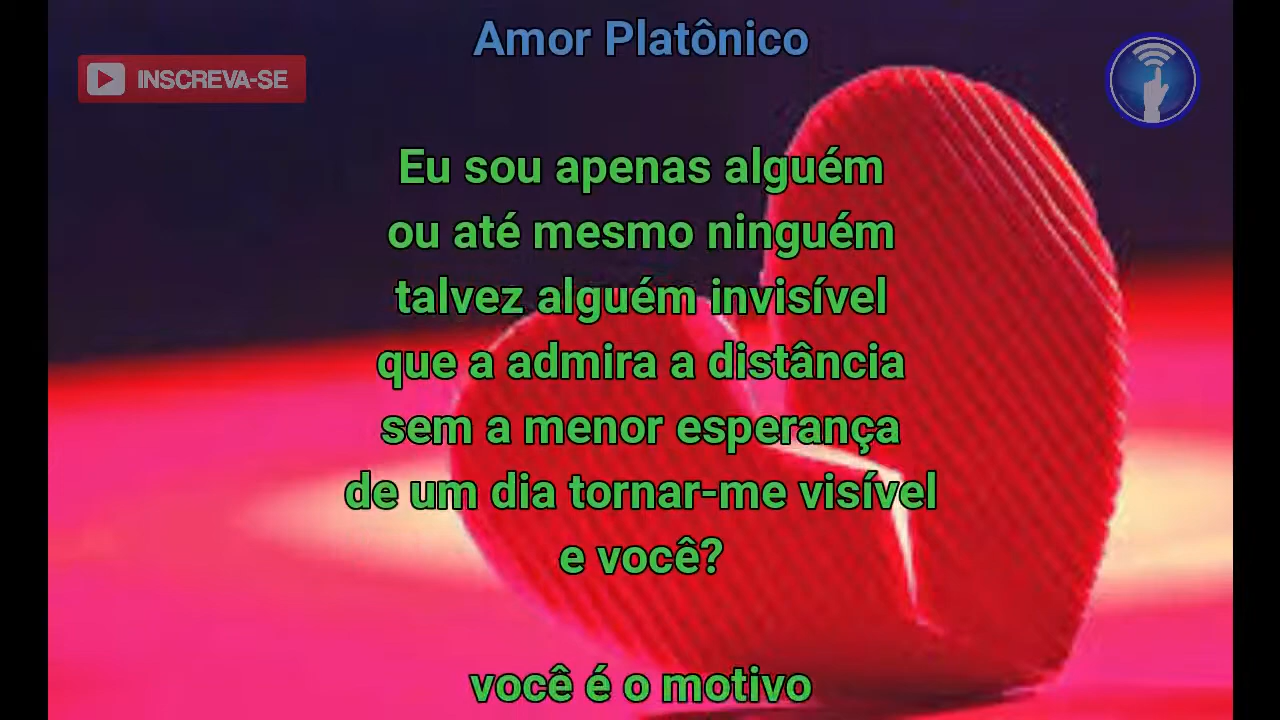 Amor Platônico
INSCREVA-SE
Eu sou apenas alguém
ou até mesmo ninguém
talvez alguém invisível
que a admira a distância
sem a menor esperança
de um dia tornar-me visível
e você?
você é o motivo